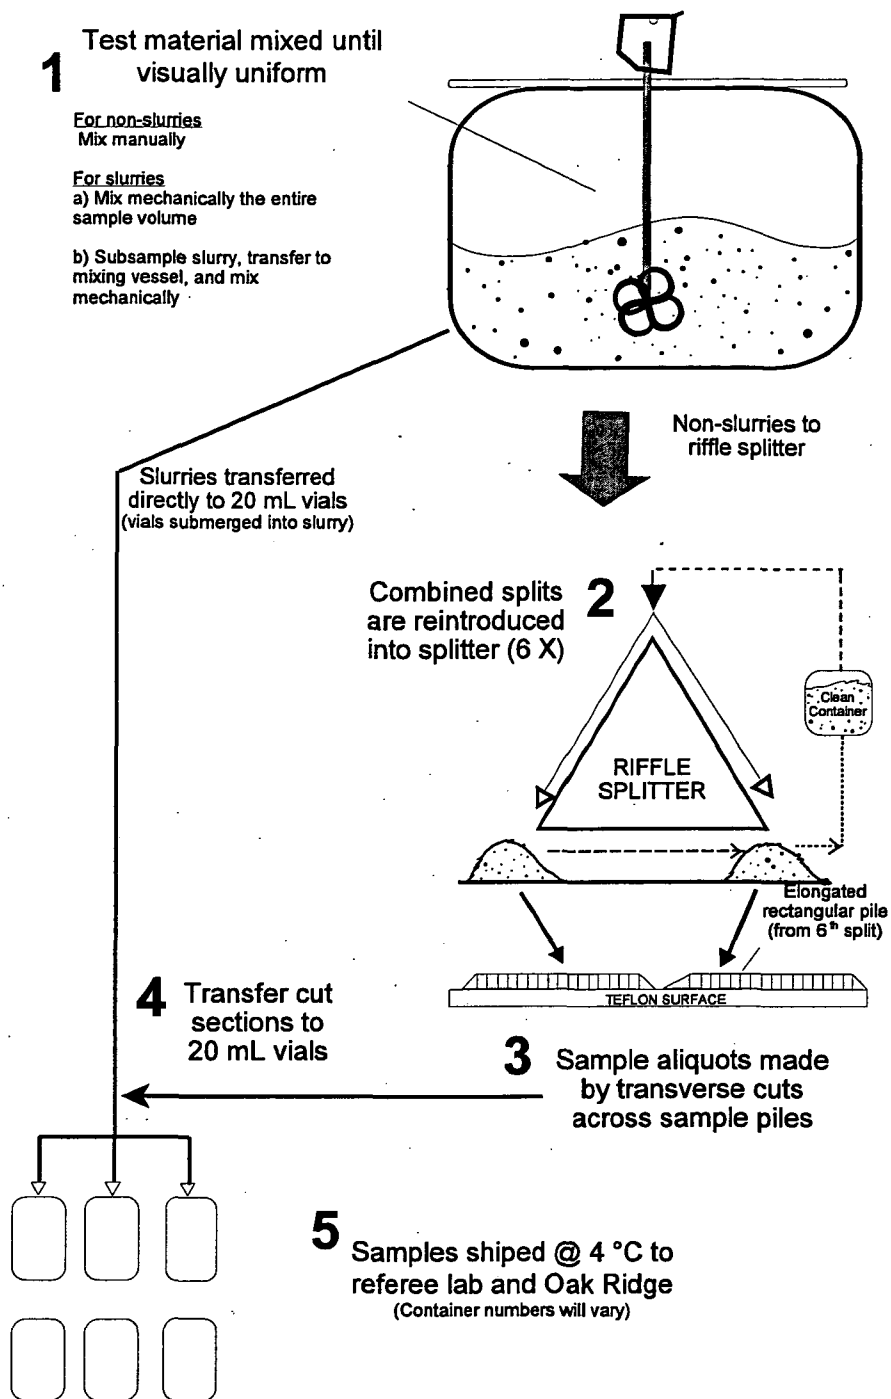 1
Test material mixed until
visually uniform
For non-slurries
Mix manually
For slurries
a) Mix mechanically the entire
sample volume
b) Subsample slurry, transfer to
mixing vessel, and mix
mechanically
Non-slurries to
riffle splitter
Slurries transferred
directly to 20 mL vials
(vials submerged into slurry)
Combined splits
are reintroduced
into splitter (6 X)
2
Clean
Container
RIFFLE
SPLITTER
Elongated
rectangular pile
(from 6th split)
TEFLON SURFACE
4
Transfer cut
sections to
20 mL vials
3
Sample aliquots made
by transverse cuts
across sample piles
5
Samples shiped @ 4 °C to
referee lab and Oak Ridge
(Container numbers will vary)